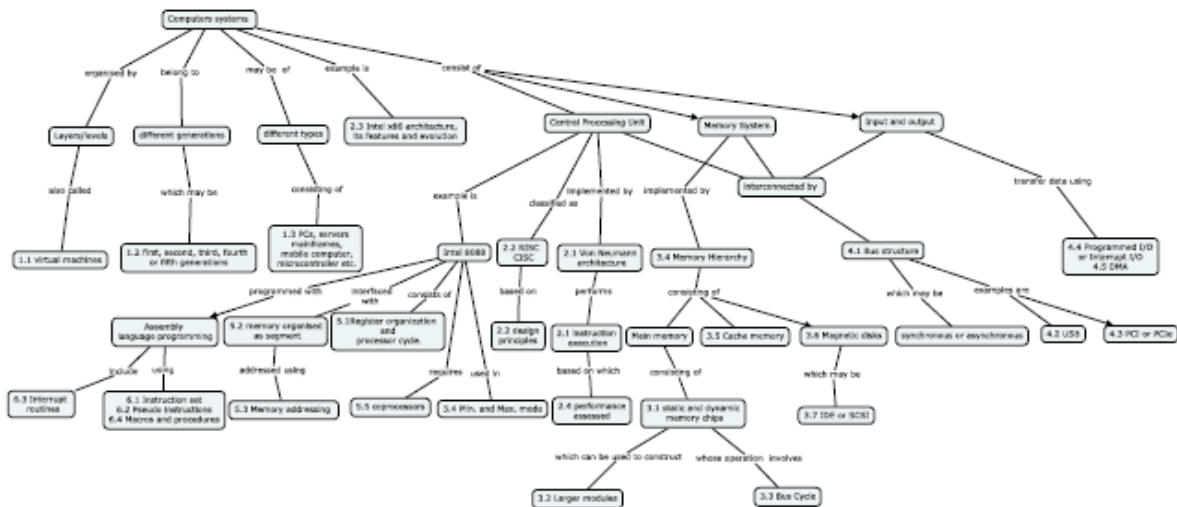 Computers systems
organised by
belong to
may be of
example is
consist of
Layers/levels
different generations
different types
2.3 Intel x86 architecture,
its features and evolution
Central Processing Unit
Memory System
Input and output
also called
which may be
consisting of
example is
classified as
implemented by
implemented by
Interconnected by
transfer data using
1.1 virtual machines
1.2 first, second, third, fourth
or fifth generations
1.3 PCs, servers
mainframes,
mobile computer,
microcontroller etc.
Intel 8088
2.2 RISC
CISC
2.1 Von Neumann
architecture
3.4 Memory Hierarchy
4.1 Bus structure
4.4 Programmed I/O
or Interrupt I/O
4.5 DMA
programmed with
interfaced
with
consists of
based on
performs
consisting of
which may be
examples are
Assembly
language programming
5.2 memory organised
as segment
5.1Register organization
and
processor cycle.
2.2 design
principles
2.1 Instruction
execution
Main memory
3.5 Cache memory
3.6 Magnetic disks
synchronous or asynchronous
4.2 USB
4.3 PCI or PCIe
include
using
addressed using
requires
used in
based on which
consisting of
which may be
6.3 Interrupt
routines
6.1 Instruction set
6.2 Pseudo Instructions
6.4 Macros and procedures
5.3 Memory addressing
5.5 coprocessors
5.4 Min. and Max. mode
2.4 performance
assessed
3.1 static and dynamic
memory chips
3.7 IDE or SCSI
which can be used to construct
whose operation involves
3.2 Larger modules
3.3 Bus Cycle